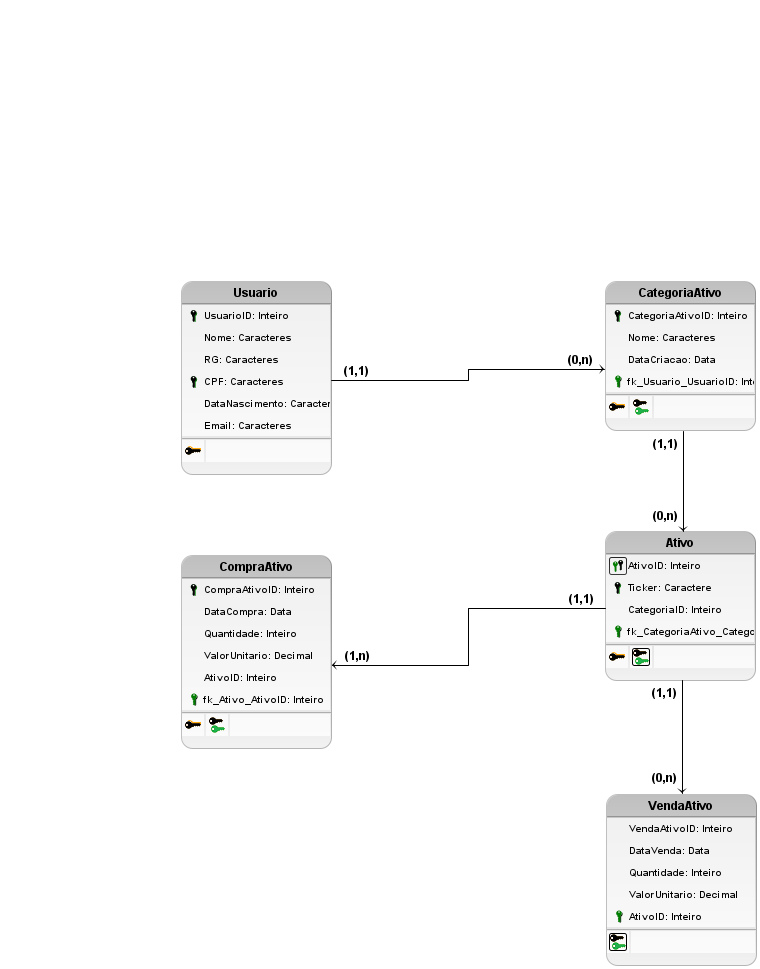 Usuario
UsuarioID: Inteiro
Nome: Caracteres
RG: Caracteres
CPF: Caracteres
DataNascimento: Caracter
Email: Caracteres
(1,1)
(0,n)
CategoriaAtivo
CategoriaAtivoID: Inteiro
Nome: Caracteres
DataCriacao: Data
fk_Usuario_UsuarioID: Int
(1,1)
(0,n)
CompraAtivo
CompraAtivoID: Inteiro
DataCompra: Data
Quantidade: Inteiro
ValorUnitario: Decimal
AtivoID: Inteiro
fk_Ativo_AtivoID: Inteiro
(1,n)
(1,1)
Ativo
AtivoID: Inteiro
Ticker: Caractere
CategoriaID: Inteiro
fk_CategoriaAtivo_Catego
(1,1)
(0,n)
VendaAtivo
VendaAtivoID: Inteiro
DataVenda: Data
Quantidade: Inteiro
ValorUnitario: Decimal
AtivoID: Inteiro